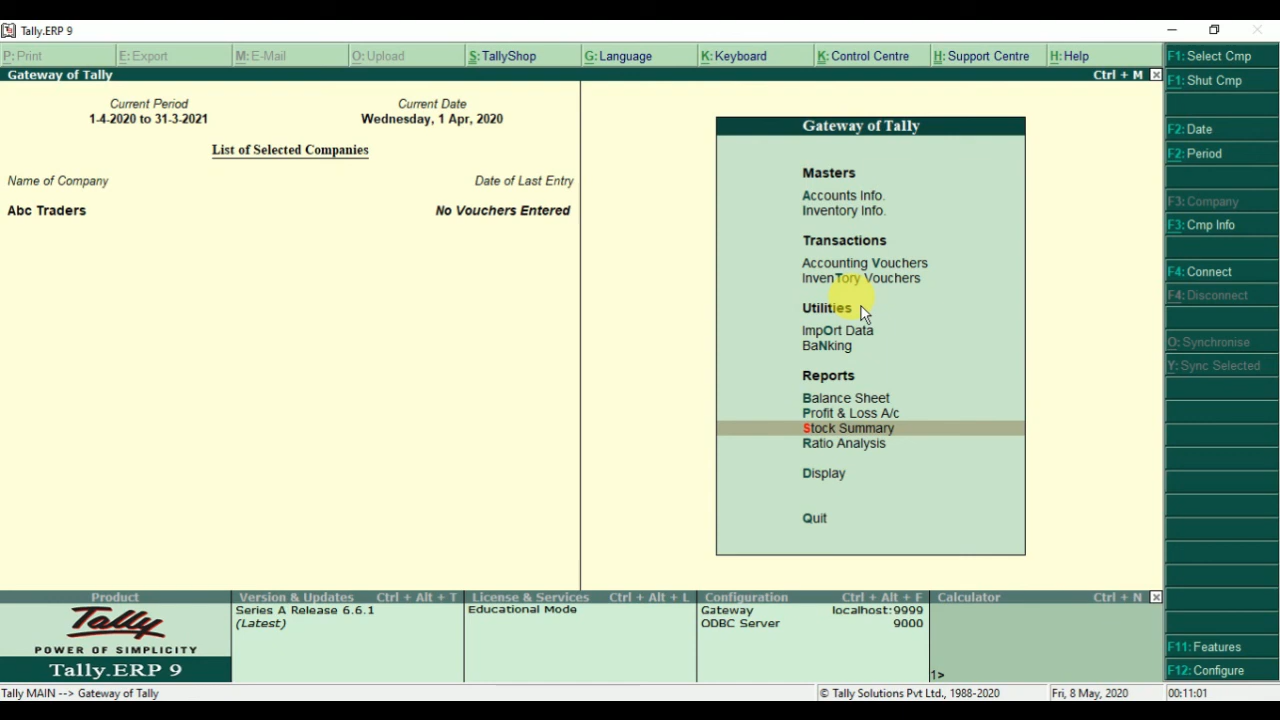 Tally.ERP 9
P: Print E: Export M: E-Mail O: Upload S: TallyShop G: Language K: Keyboard K: Control Centre H: Support Centre H: Help
Gateway of Tally Ctrl + M
Current Period Current Date
1-4-2020 to 31-3-2021 Wednesday, 1 Apr, 2020
List of Selected Companies
Name of Company Date of Last Entry
Abc Traders No Vouchers Entered
Gateway of Tally
Masters
Accounts Info.
Inventory Info.
Transactions
Accounting Vouchers
InvenTory Vouchers
Utilities
ImpOrt Data
BaNking
Reports
Balance Sheet
Profit & Loss A/c
Stock Summary
Ratio Analysis
Display
Quit
F1: Select Cmp
F1: Shut Cmp
F2: Date
F2: Period
F3: Company
F3: Cmp Info
F4: Connect
F4: Disconnect
O: Synchronise
Y: Sync Selected
F11: Features
F12: Configure
Product
Tally
POWER OF SIMPLICITY
Tally.ERP 9
Version & Updates Ctrl + Alt + T
Series A Release 6.6.1
(Latest)
License & Services Ctrl + Alt + L
Educational Mode
Configuration Ctrl + Alt + F
Gateway localhost:9999
ODBC Server 9000
Calculator Ctrl + N
1>
Tally MAIN --> Gateway of Tally © Tally Solutions Pvt Ltd., 1988-2020 Fri, 8 May, 2020 00:11:01